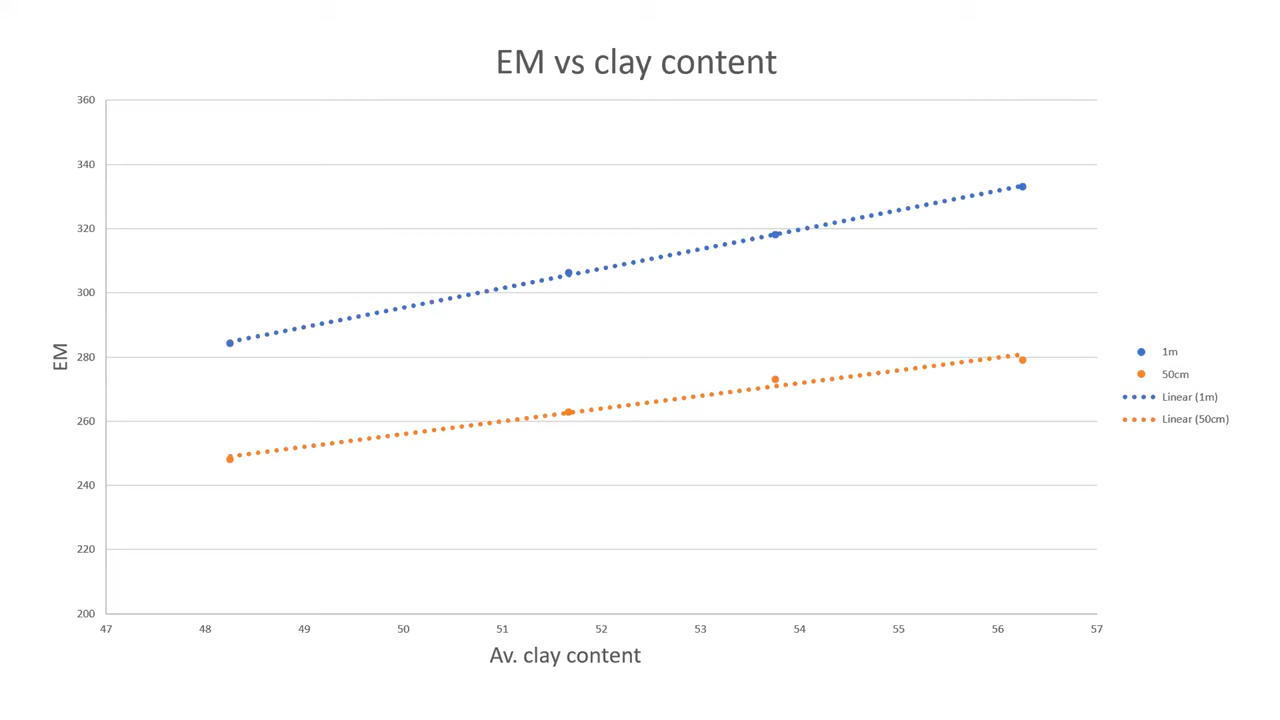 EM vs clay content
360
340
320
300
280
260
240
220
200
EM
47 48 49 50 51 52 53 54 55 56 57
Av. clay content
1m
50cm
Linear (1m)
Linear (50cm)